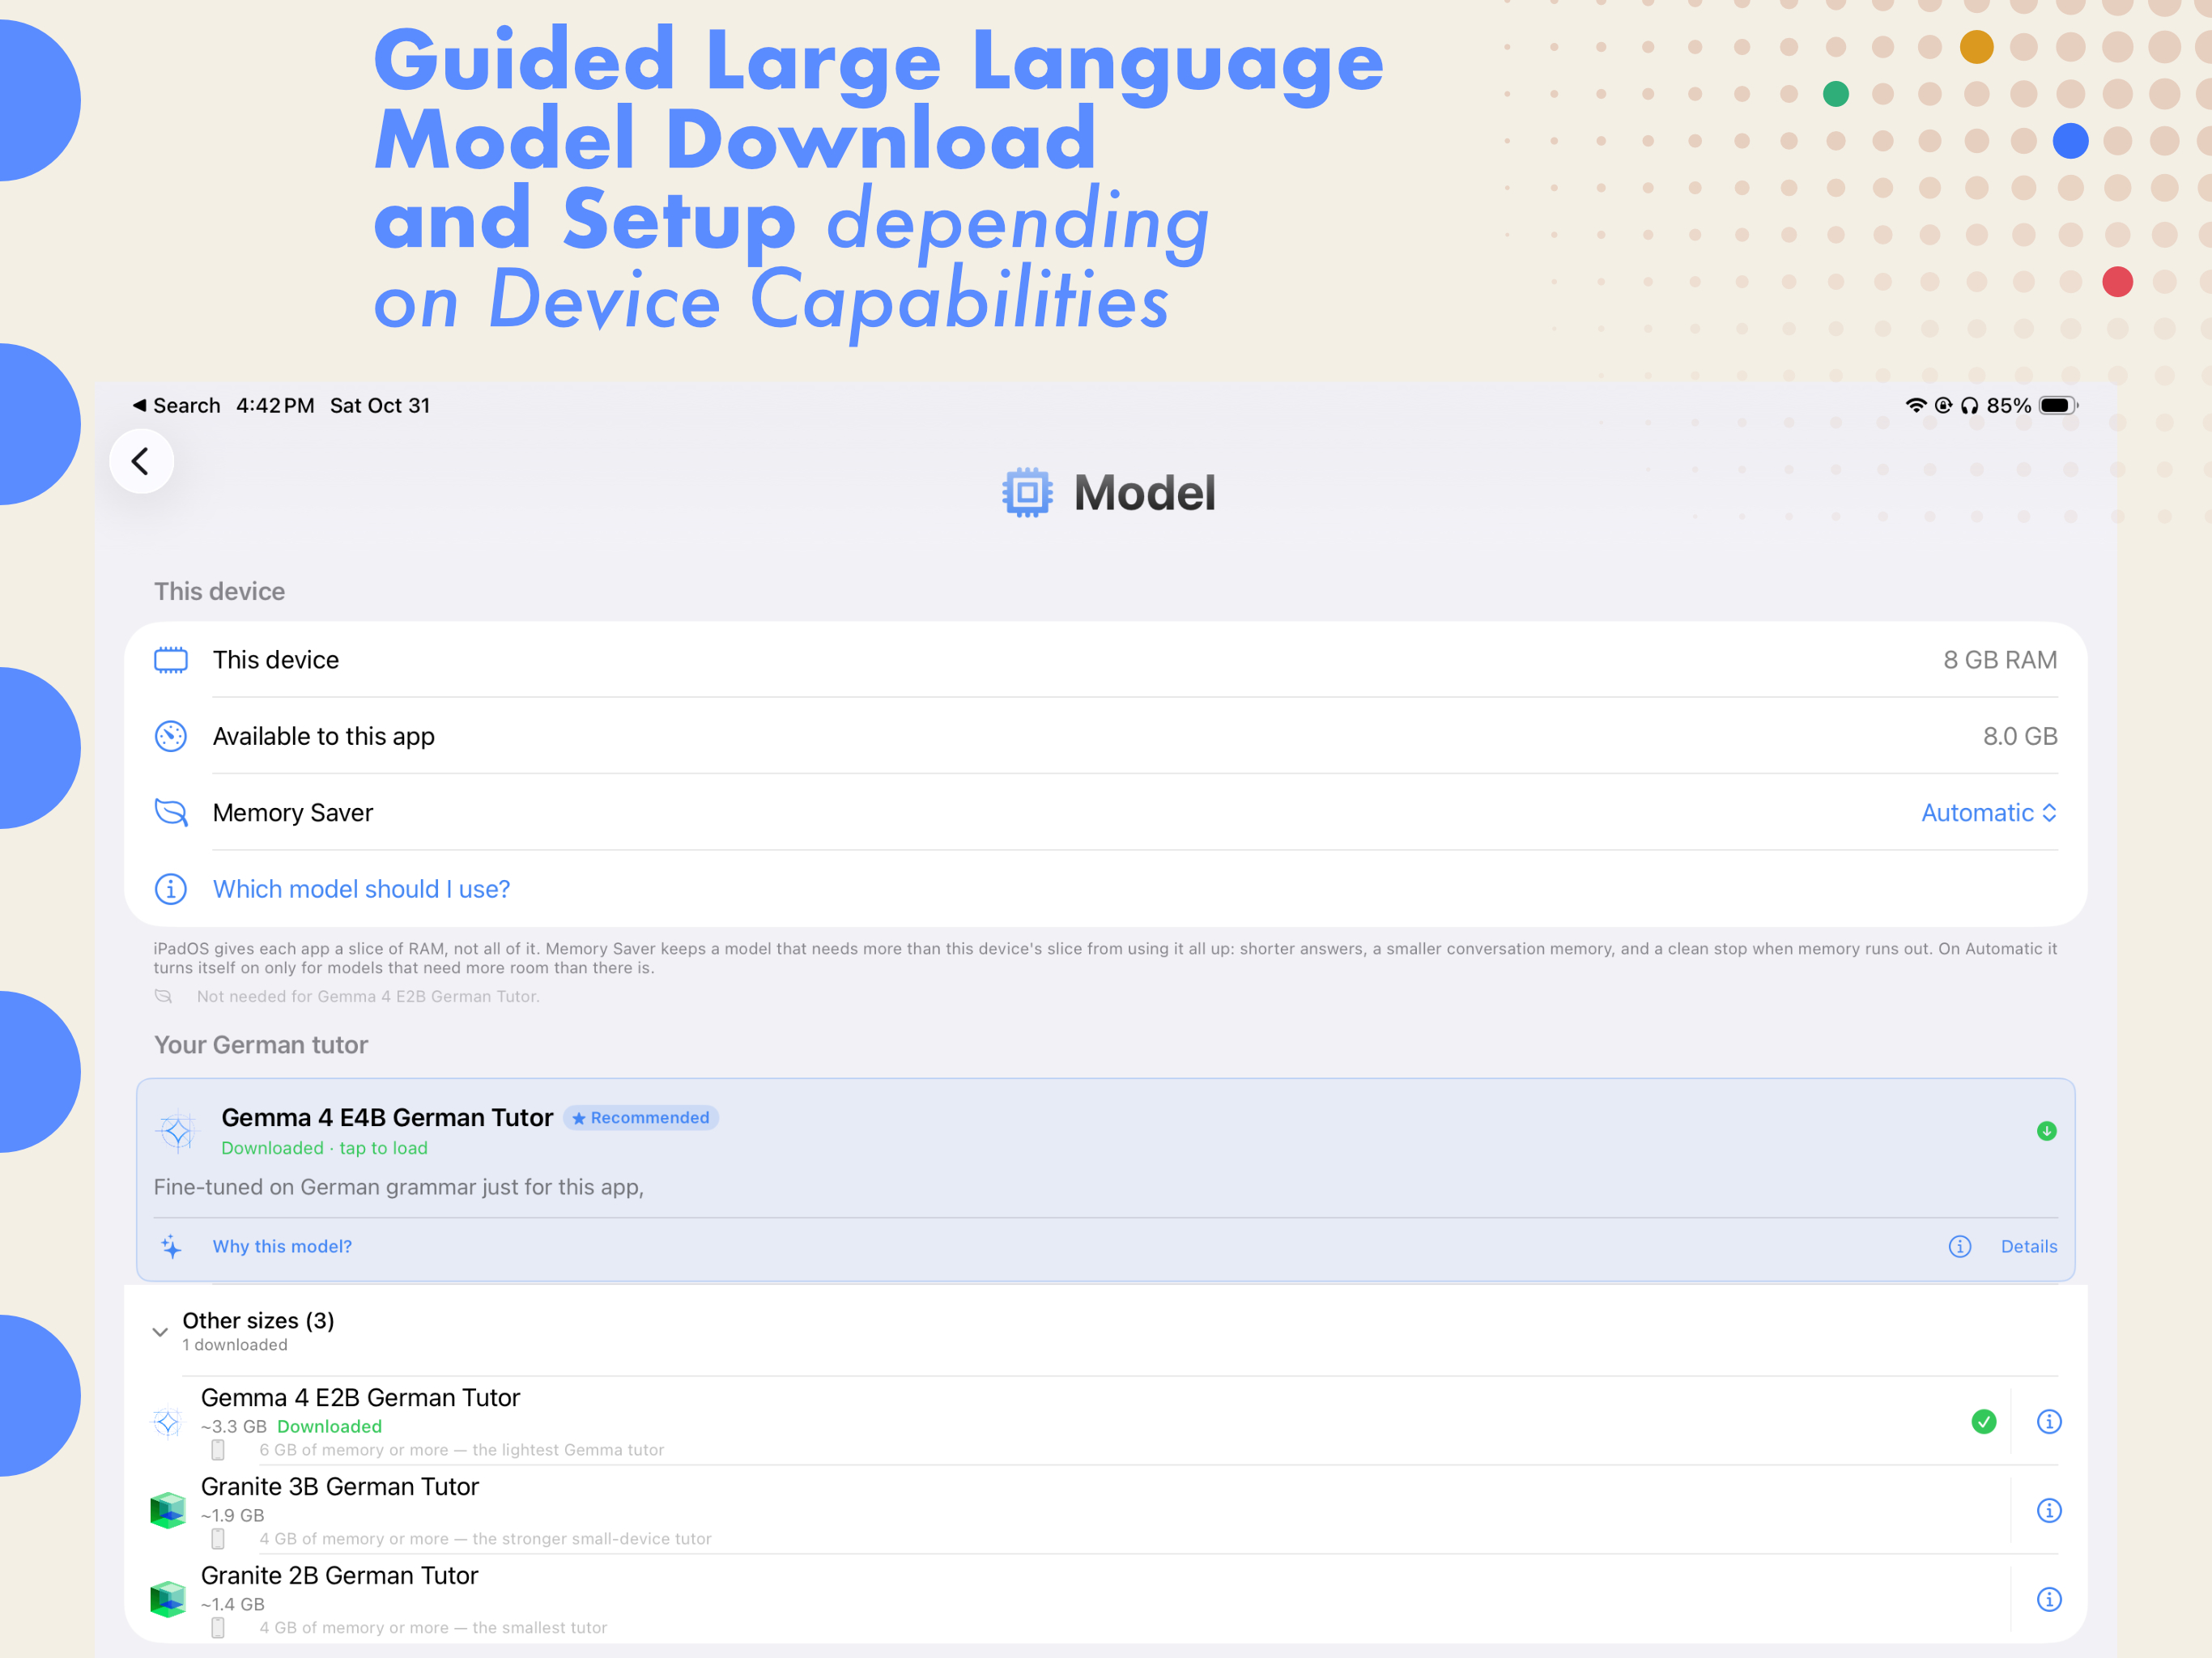 Guided Large Language
Model Download
and Setup depending
on Device Capabilities
Search 4:42 PM Sat Oct 31
85%
Model
This device
This device 8 GB RAM
Available to this app 8.0 GB
Memory Saver Automatic
Which model should I use?
iPadOS gives each app a slice of RAM, not all of it. Memory Saver keeps a model that needs more than this device's slice from using it all up: shorter answers, a smaller conversation memory, and a clean stop when memory runs out. On Automatic it
turns itself on only for models that need more room than there is.
Not needed for Gemma 4 E2B German Tutor.
Your German tutor
Gemma 4 E4B German Tutor Recommended
Downloaded · tap to load
Fine-tuned on German grammar just for this app,
Why this model? Details
Other sizes (3)
1 downloaded
Gemma 4 E2B German Tutor
~3.3 GB Downloaded
6 GB of memory or more — the lightest Gemma tutor
Granite 3B German Tutor
~1.9 GB
4 GB of memory or more — the stronger small-device tutor
Granite 2B German Tutor
~1.4 GB
4 GB of memory or more — the smallest tutor